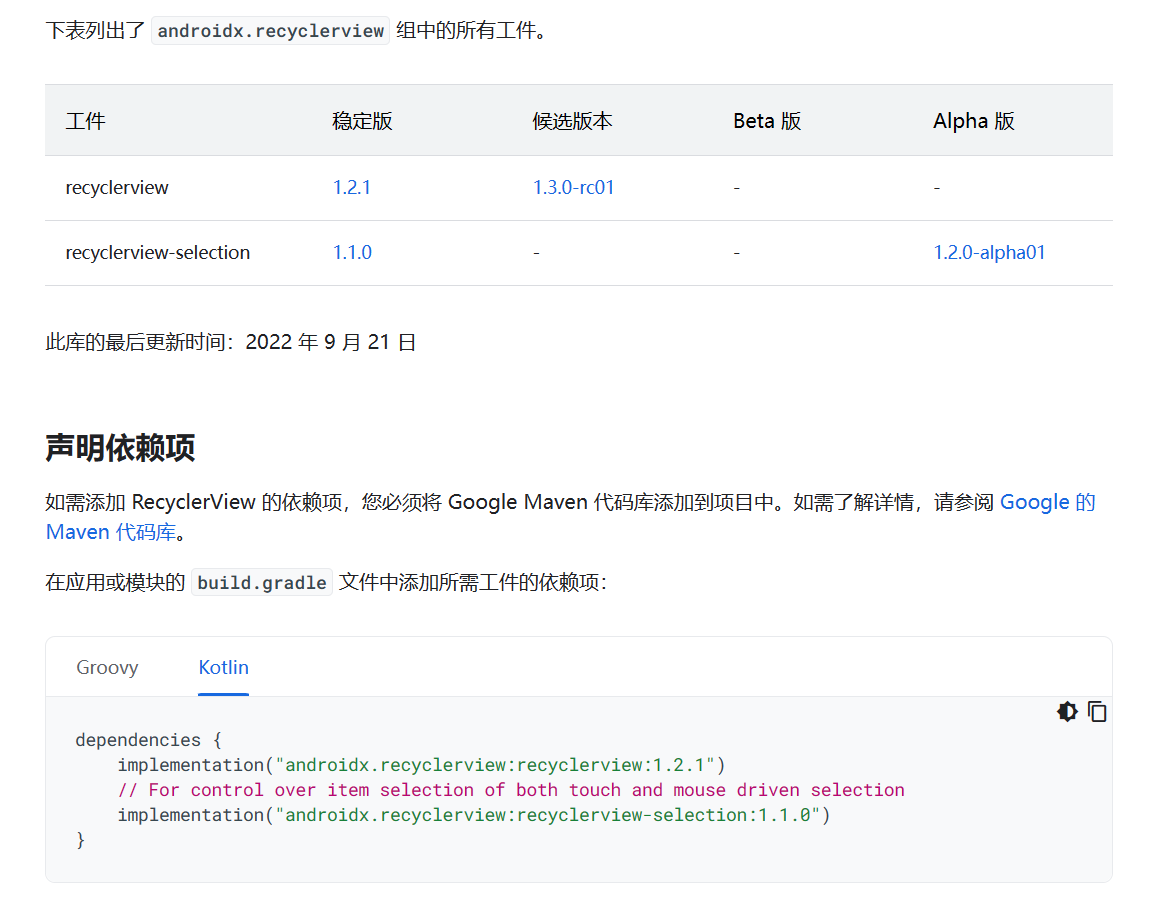 下表列出了 androidx.recyclerview 组中的所有工件。
工件 稳定版 候选版本 Beta 版 Alpha 版
recyclerview 1.2.1 1.3.0-rc01 - -
recyclerview-selection 1.1.0 - - 1.2.0-alpha01
此库的最后更新时间：2022 年 9 月 21 日
声明依赖项
如需添加 RecyclerView 的依赖项，您必须将 Google Maven 代码库添加到项目中。如需了解详情，请参阅 Google 的
Maven 代码库。
在应用或模块的 build.gradle 文件中添加所需工件的依赖项：
Groovy Kotlin
dependencies {
    implementation("androidx.recyclerview:recyclerview:1.2.1")
    // For control over item selection of both touch and mouse driven selection
    implementation("androidx.recyclerview:recyclerview-selection:1.1.0")
}